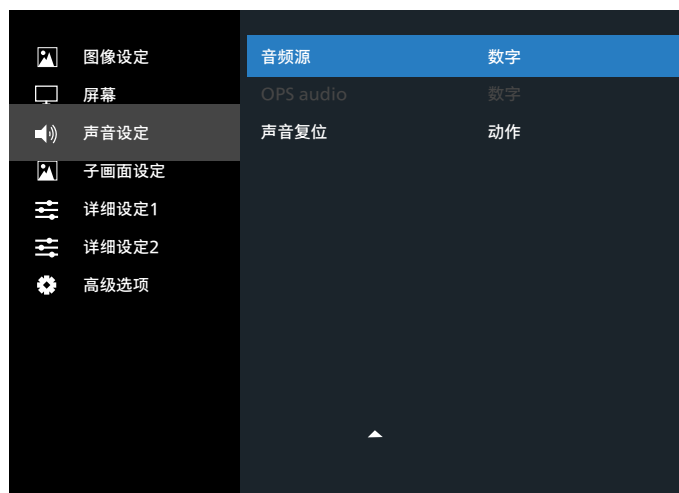 图像设定
屏幕
声音设定
子画面设定
详细设定1
详细设定2
高级选项
音频源 数字
OPS audio 数字
声音复位 动作